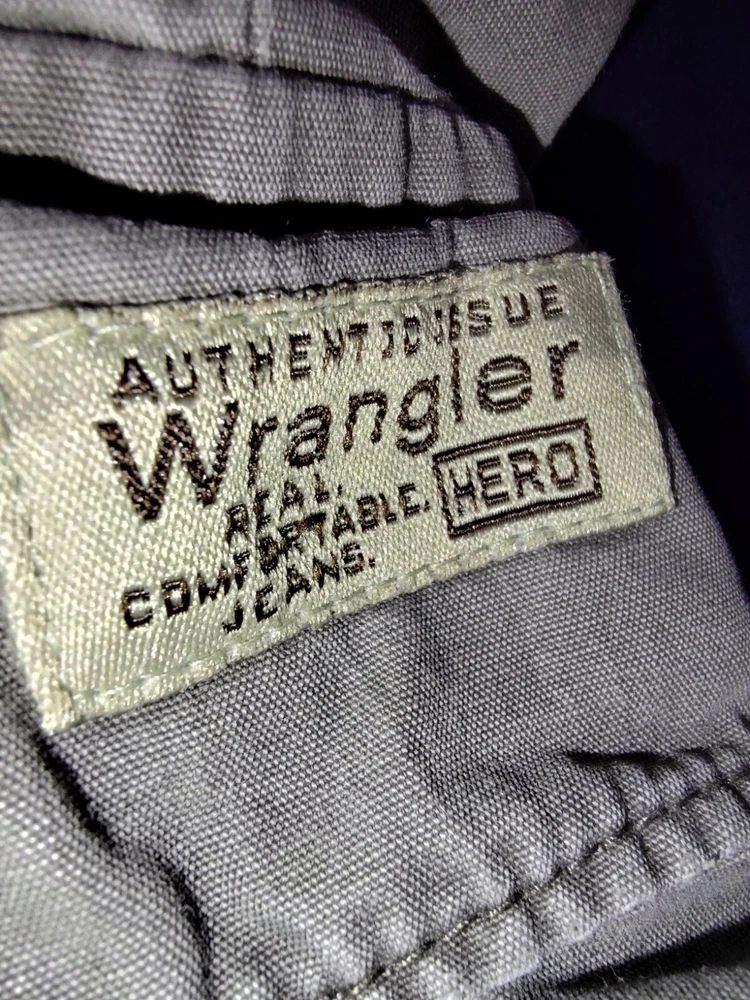 AUTHENTIC ISSUE
Wrangler
REAL.
COMFORTABLE.
JEANS.
HERO